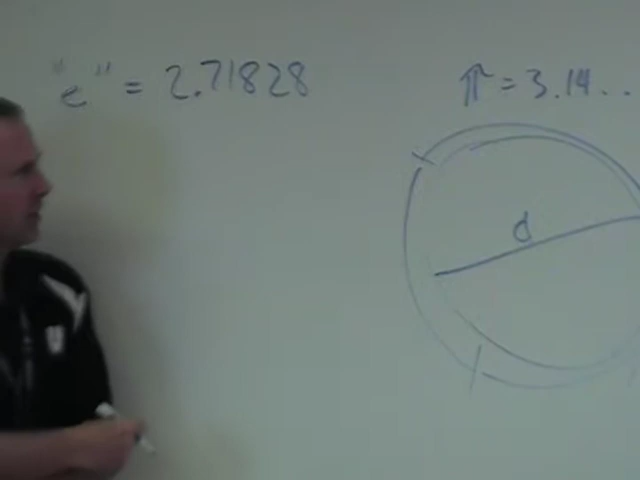 "e" = 2.71828
π = 3.14...
d